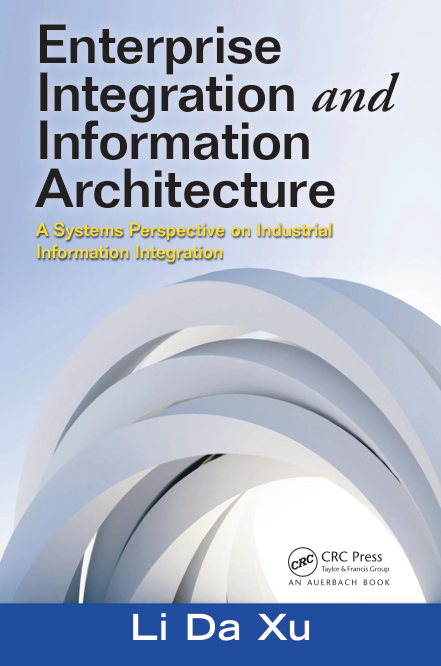 Enterprise
Integration and
Information
Architecture
A Systems Perspective on Industrial
Information Integration
CRC
CRC Press
Taylor & Francis Group
AN AUERBACH BOOK
Li Da Xu